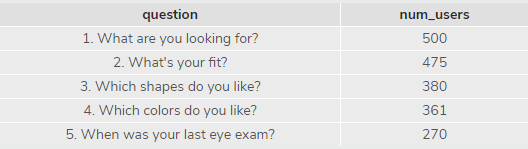 question num_users
1. What are you looking for? 500
2. What's your fit? 475
3. Which shapes do you like? 380
4. Which colors do you like? 361
5. When was your last eye exam? 270